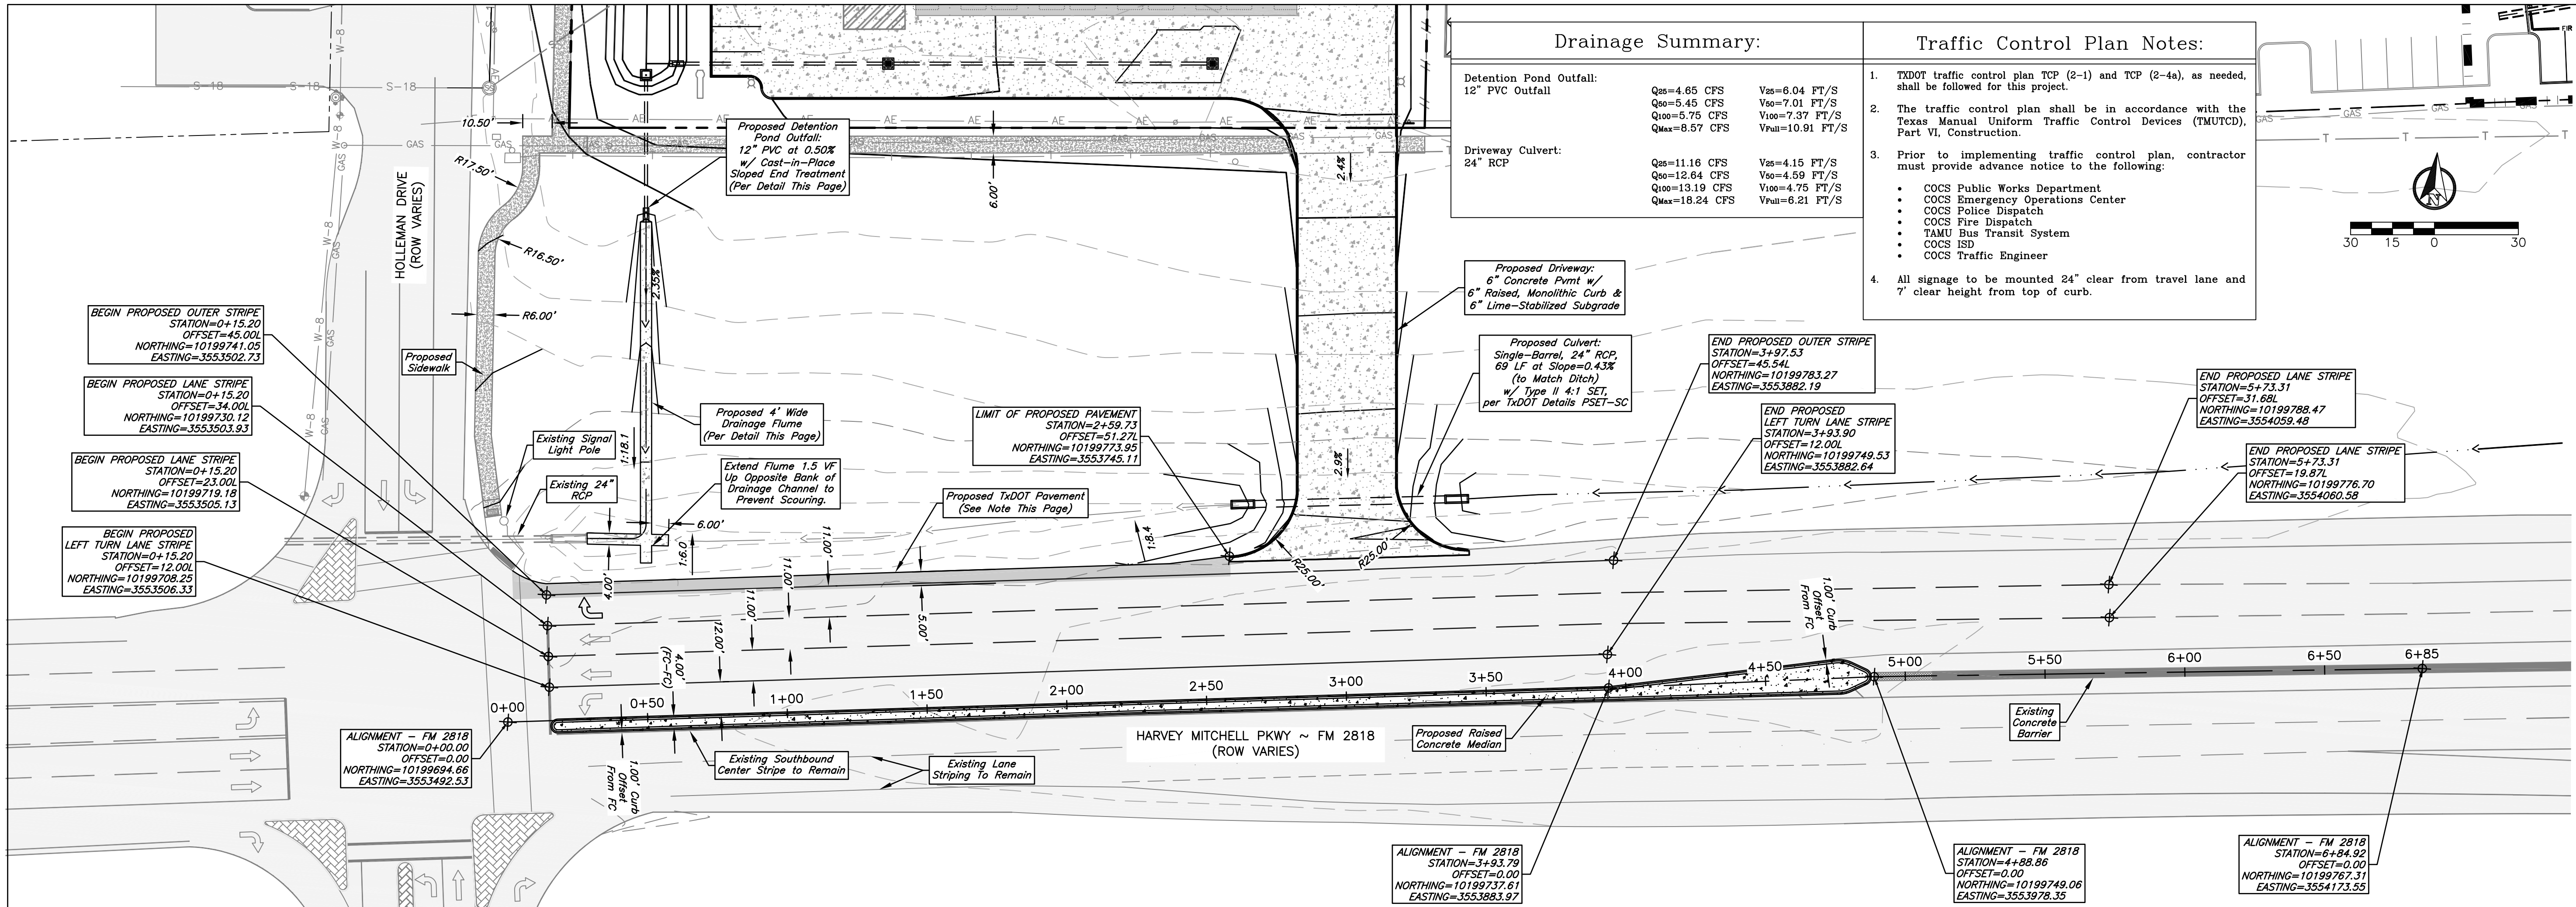 Drainage Summary:
Detention Pond Outfall:
12" PVC Outfall
Q25=4.65 CFS V25=6.04 FT/S
Q50=5.45 CFS V50=7.01 FT/S
Q100=5.75 CFS V100=7.37 FT/S
QMax=8.57 CFS VFull=10.91 FT/S
Driveway Culvert:
24" RCP
Q25=11.16 CFS V25=4.15 FT/S
Q50=12.64 CFS V50=4.59 FT/S
Q100=13.19 CFS V100=4.75 FT/S
QMax=18.24 CFS VFull=6.21 FT/S
Traffic Control Plan Notes:
1. TXDOT traffic control plan TCP (2-1) and TCP (2-4a), as needed,
shall be followed for this project.
2. The traffic control plan shall be in accordance with the
Texas Manual Uniform Traffic Control Devices (TMUTCD),
Part VI, Construction.
3. Prior to implementing traffic control plan, contractor
must provide advance notice to the following:
• COCS Public Works Department
• COCS Emergency Operations Center
• COCS Police Dispatch
• COCS Fire Dispatch
• TAMU Bus Transit System
• COCS ISD
• COCS Traffic Engineer
4. All signage to be mounted 24" clear from travel lane and
7' clear height from top of curb.
N
30 15 0 30
S-18 S-18 S-18
W-8
W-8
W-8
W-8
GAS
GAS GAS
AE AE AE AE AE AE AE AE
GAS GAS GAS
T T T
10.50'
R17.50'
R16.50'
R6.00'
6.00'
2.4%
2.35%
2.9%
HOLLEMAN DRIVE
(ROW VARIES)
Proposed Detention
Pond Outfall:
12" PVC at 0.50%
w/ Cast-in-Place
Sloped End Treatment
(Per Detail This Page)
Proposed Driveway:
6" Concrete Pvmt w/
6" Raised, Monolithic Curb &
6" Lime-Stabilized Subgrade
Proposed Culvert:
Single-Barrel, 24" RCP,
69 LF at Slope=0.43%
(to Match Ditch)
w/ Type II 4:1 SET,
per TxDOT Details PSET-SC
BEGIN PROPOSED OUTER STRIPE
STATION=0+15.20
OFFSET=45.00L
NORTHING=10199741.05
EASTING=3553502.73
BEGIN PROPOSED LANE STRIPE
STATION=0+15.20
OFFSET=34.00L
NORTHING=10199730.12
EASTING=3553503.93
BEGIN PROPOSED LANE STRIPE
STATION=0+15.20
OFFSET=23.00L
NORTHING=10199719.18
EASTING=3553505.13
BEGIN PROPOSED
LEFT TURN LANE STRIPE
STATION=0+15.20
OFFSET=12.00L
NORTHING=10199708.25
EASTING=3553506.33
Proposed
Sidewalk
Existing Signal
Light Pole
Existing 24"
RCP
Proposed 4' Wide
Drainage Flume
(Per Detail This Page)
Extend Flume 1.5 VF
Up Opposite Bank of
Drainage Channel to
Prevent Scouring.
Proposed TxDOT Pavement
(See Note This Page)
LIMIT OF PROPOSED PAVEMENT
STATION=2+59.73
OFFSET=51.27L
NORTHING=10199773.95
EASTING=3553745.11
END PROPOSED OUTER STRIPE
STATION=3+97.53
OFFSET=45.54L
NORTHING=10199783.27
EASTING=3553882.19
END PROPOSED
LEFT TURN LANE STRIPE
STATION=3+93.90
OFFSET=12.00L
NORTHING=10199749.53
EASTING=3553882.64
END PROPOSED LANE STRIPE
STATION=5+73.31
OFFSET=31.68L
NORTHING=10199788.47
EASTING=3554059.48
END PROPOSED LANE STRIPE
STATION=5+73.31
OFFSET=19.87L
NORTHING=10199776.70
EASTING=3554060.58
1:18.1
6.00'
4.00'
1:9.0
1:8.4
R25.00'
R25.00'
11.00'
11.00'
11.00'
12.00'
5.00'
4.00'
(FC-FC)
1.00' Curb
Offset
From FC
1.00' Curb
Offset
From FC
0+00 0+50 1+00 1+50 2+00 2+50 3+00 3+50 4+00 4+50 5+00 5+50 6+00 6+50 6+85
HARVEY MITCHELL PKWY ~ FM 2818
(ROW VARIES)
Proposed Raised
Concrete Median
Existing
Concrete
Barrier
Existing Southbound
Center Stripe to Remain
Existing Lane
Striping To Remain
ALIGNMENT - FM 2818
STATION=0+00.00
OFFSET=0.00
NORTHING=10199694.66
EASTING=3553492.53
ALIGNMENT - FM 2818
STATION=3+93.79
OFFSET=0.00
NORTHING=10199737.61
EASTING=3553883.97
ALIGNMENT - FM 2818
STATION=4+88.86
OFFSET=0.00
NORTHING=10199749.06
EASTING=3553978.35
ALIGNMENT - FM 2818
STATION=6+84.92
OFFSET=0.00
NORTHING=10199767.31
EASTING=3554173.55